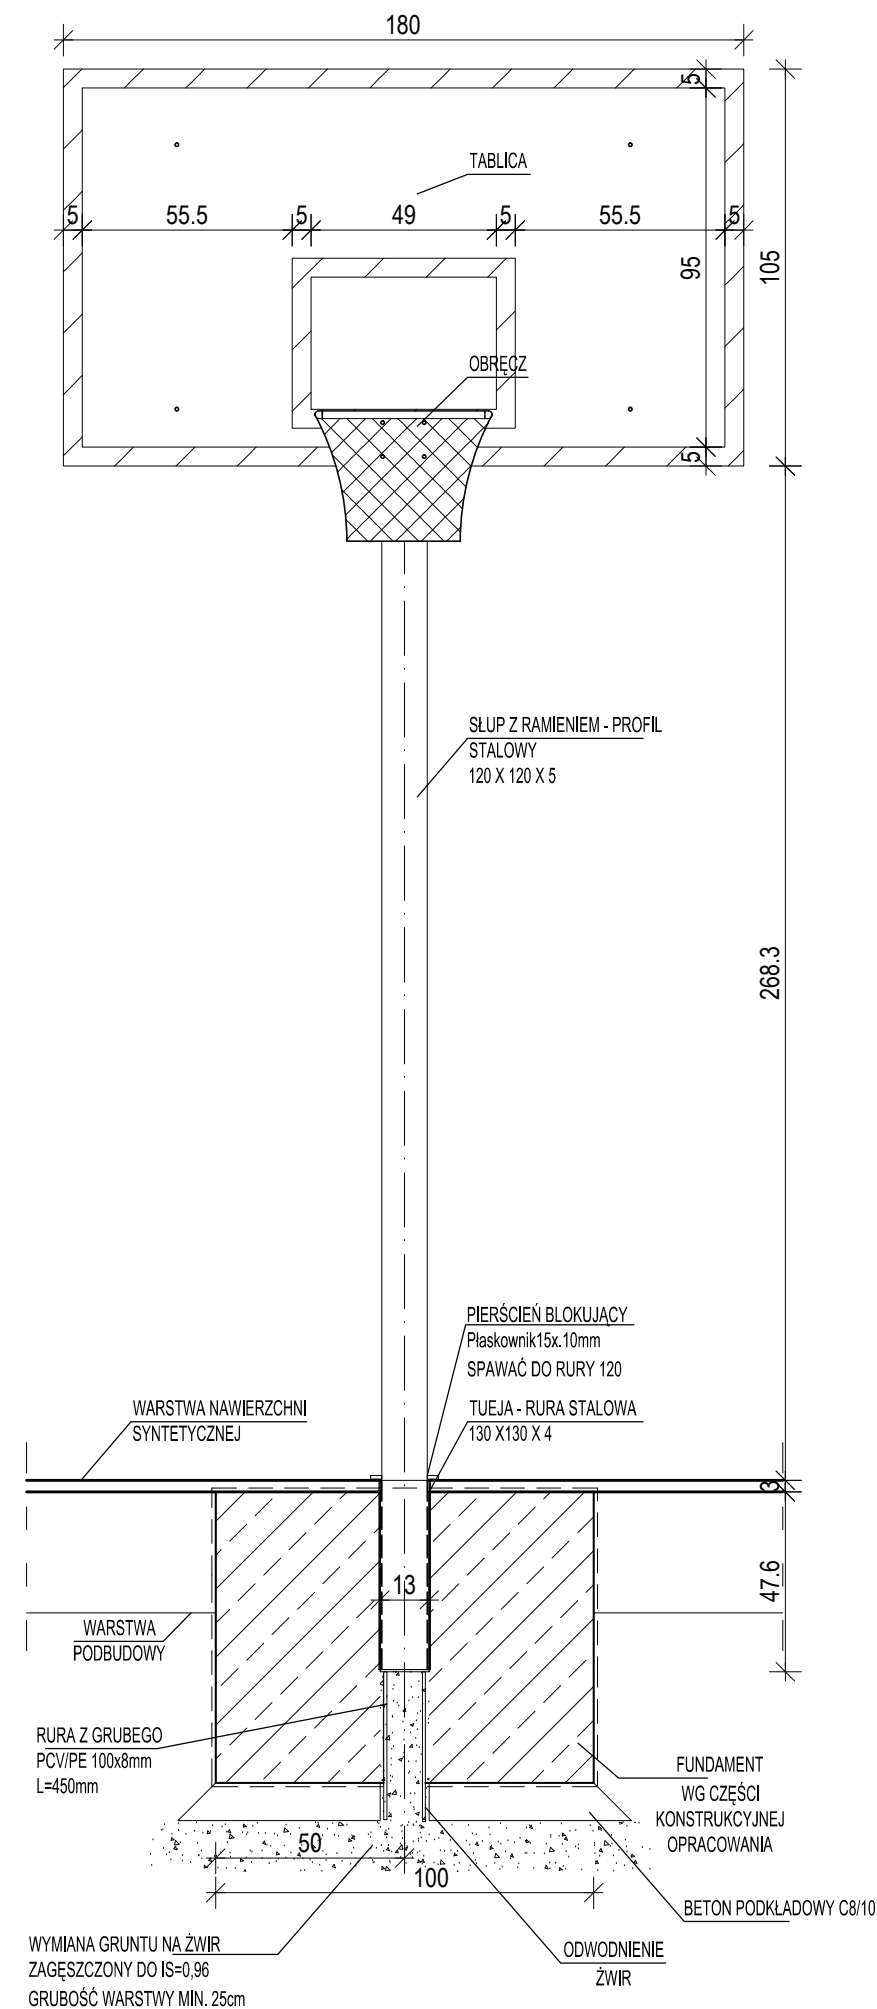 180
5
TABLICA
5
55.5
5
49
5
55.5
5
95
105
OBRĘCZ
5
SŁUP Z RAMIENIEM - PROFIL
STALOWY
120 X 120 X 5
268.3
PIERŚCIEŃ BLOKUJĄCY
Płaskownik15x.10mm
SPAWAĆ DO RURY 120
WARSTWA NAWIERZCHNI
SYNTETYCZNEJ
TUEJA - RURA STALOWA
130 X130 X 4
3
13
47.6
WARSTWA
PODBUDOWY
RURA Z GRUBEGO
PCV/PE 100x8mm
L=450mm
FUNDAMENT
WG CZĘŚCI
KONSTRUKCYJNEJ
OPRACOWANIA
50
100
BETON PODKŁADOWY C8/10
WYMIANA GRUNTU NA ŻWIR
ZAGĘSZCZONY DO IS=0,96
GRUBOŚĆ WARSTWY MIN. 25cm
ODWODNIENIE
ŻWIR